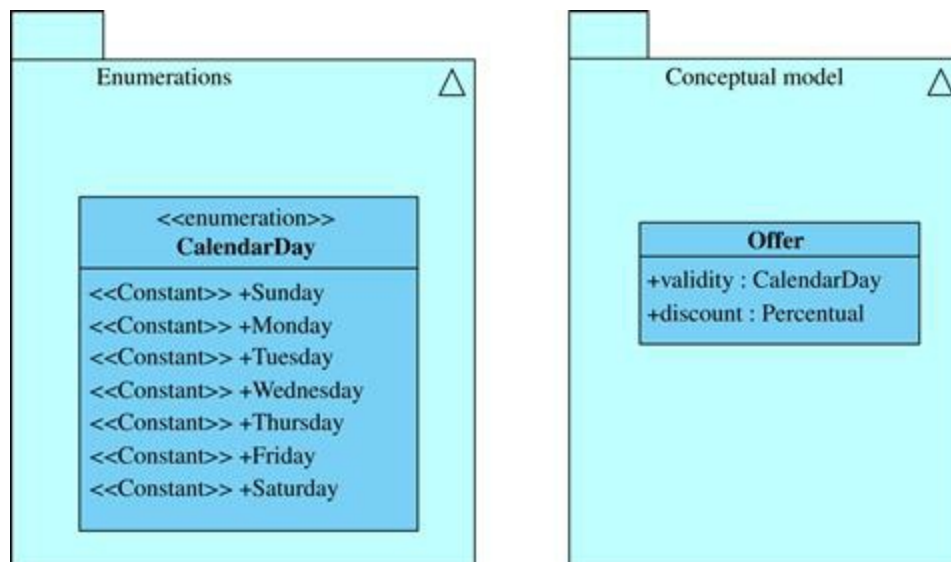 Enumerations
<<enumeration>>
CalendarDay
<<Constant>> +Sunday
<<Constant>> +Monday
<<Constant>> +Tuesday
<<Constant>> +Wednesday
<<Constant>> +Thursday
<<Constant>> +Friday
<<Constant>> +Saturday
Conceptual model
Offer
+validity : CalendarDay
+discount : Percentual